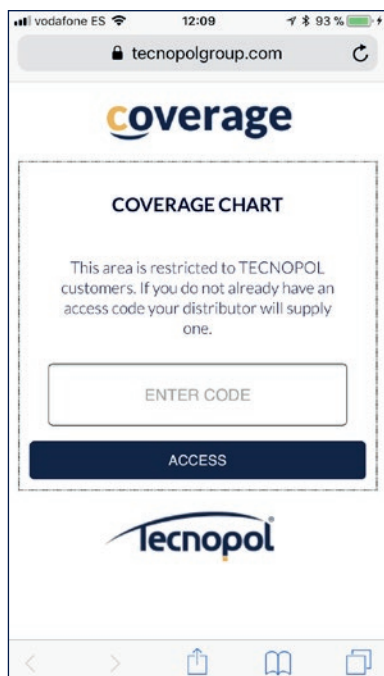 vodafone ES 12:09 93 %
tecnopolgroup.com
coverage
COVERAGE CHART
This area is restricted to TECNOPOL
customers. If you do not already have an
access code your distributor will supply
one.
ENTER CODE
ACCESS
Tecnopol